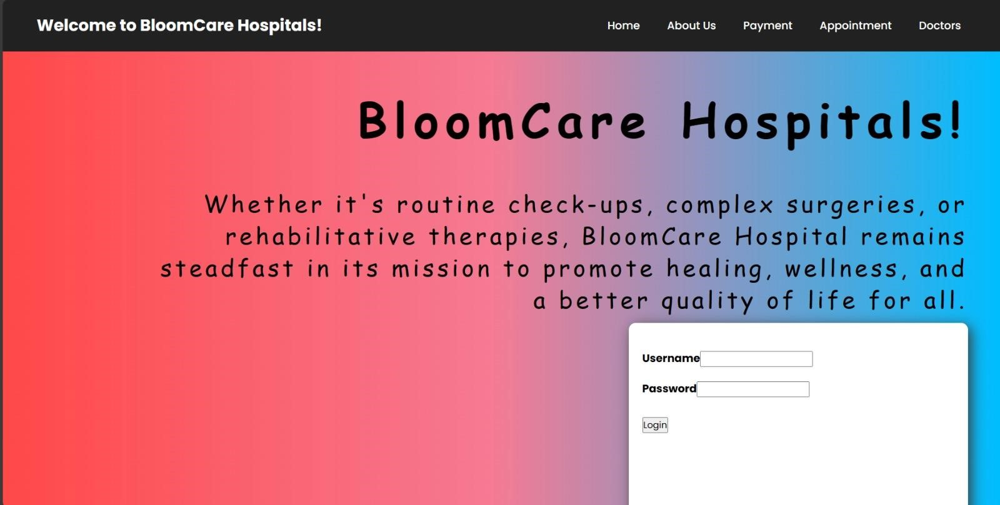 Welcome to BloomCare Hospitals!
Home About Us Payment Appointment Doctors
BloomCare Hospitals!
Whether it's routine check-ups, complex surgeries, or
rehabilitative therapies, BloomCare Hospital remains
steadfast in its mission to promote healing, wellness, and
a better quality of life for all.
Username
Password
Login